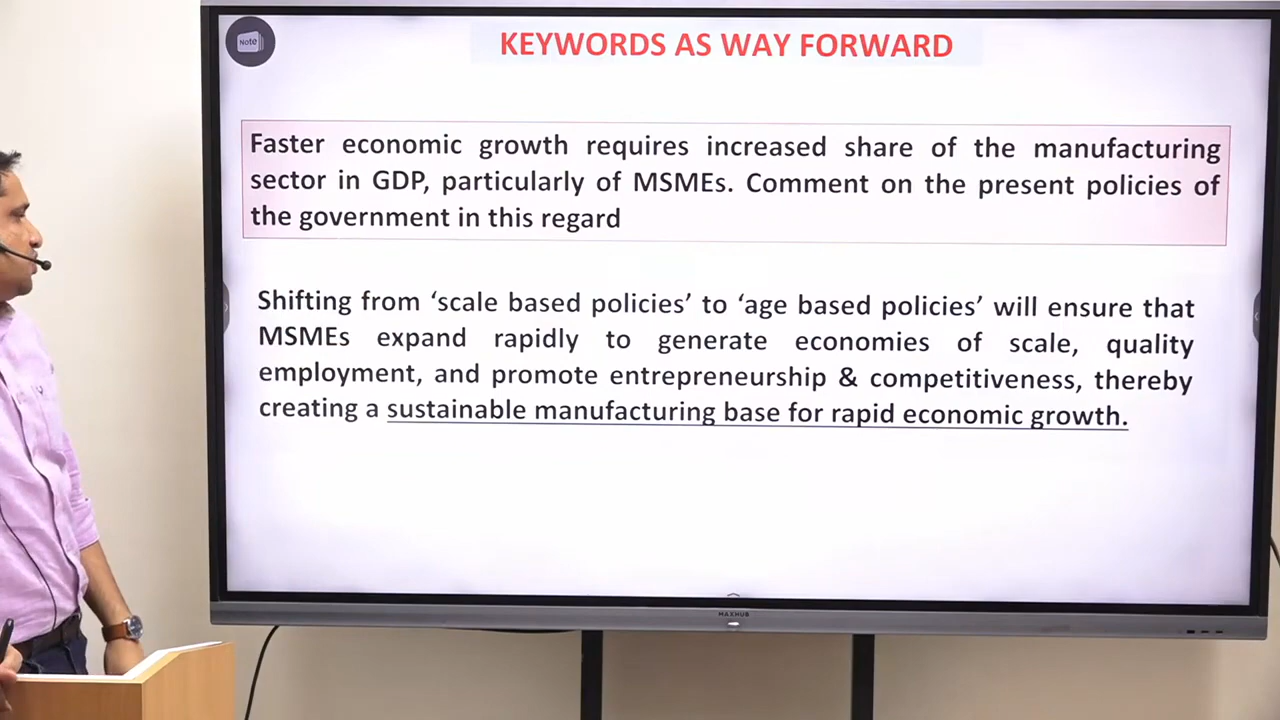 Note
KEYWORDS AS WAY FORWARD
Faster economic growth requires increased share of the manufacturing
sector in GDP, particularly of MSMEs. Comment on the present policies of
the government in this regard
Shifting from ‘scale based policies’ to ‘age based policies’ will ensure that
MSMEs expand rapidly to generate economies of scale, quality
employment, and promote entrepreneurship & competitiveness, thereby
creating a sustainable manufacturing base for rapid economic growth.
MAXHUB